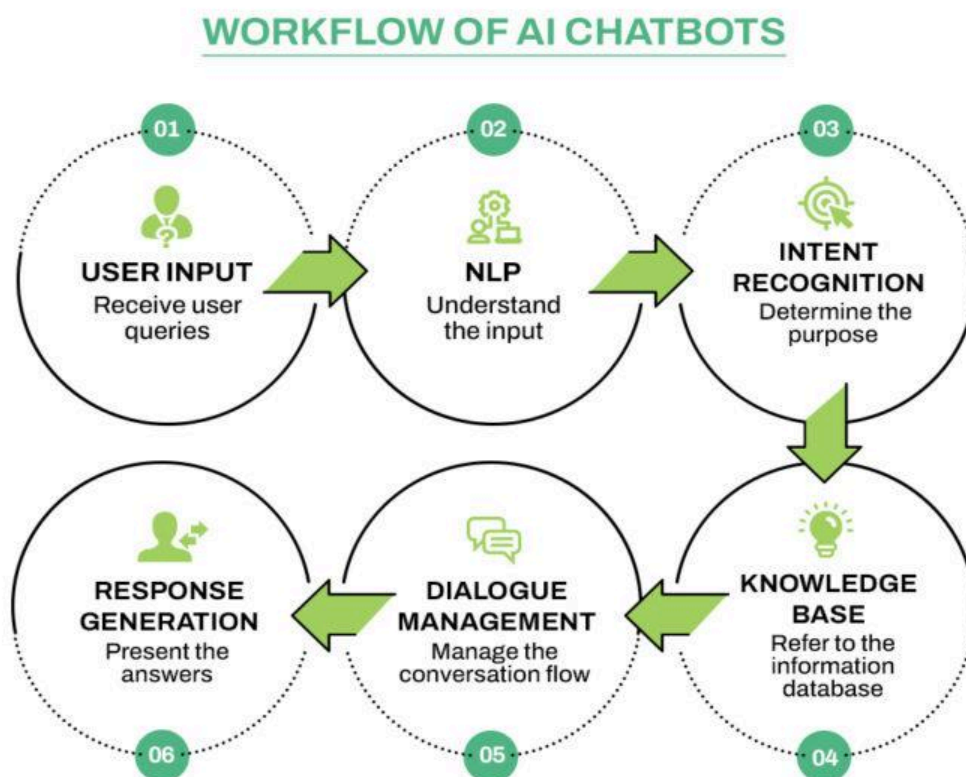 WORKFLOW OF AI CHATBOTS
01
USER INPUT
Receive user
queries
02
NLP
Understand
the input
03
INTENT
RECOGNITION
Determine the
purpose
?
04
KNOWLEDGE
BASE
Refer to the
information
database
05
DIALOGUE
MANAGEMENT
Manage the
conversation flow
06
RESPONSE
GENERATION
Present the
answers